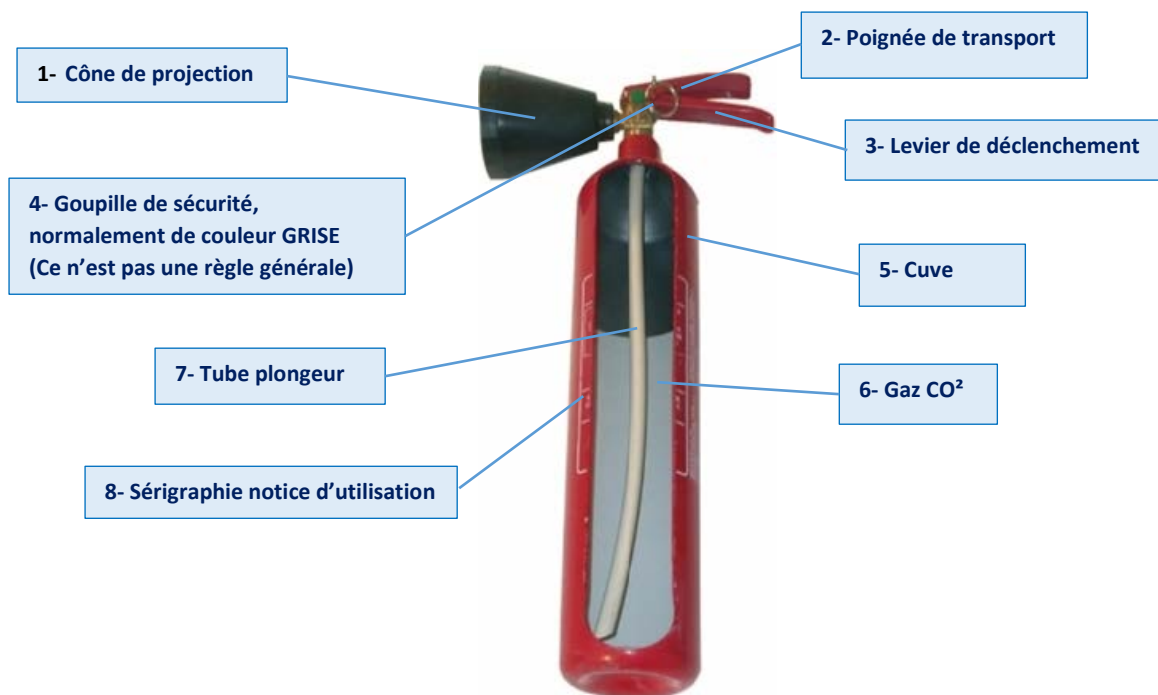 1- Cône de projection
2- Poignée de transport
3- Levier de déclenchement
4- Goupille de sécurité,
normalement de couleur GRISE
(Ce n’est pas une règle générale)
5- Cuve
7- Tube plongeur
6- Gaz CO²
8- Sérigraphie notice d’utilisation